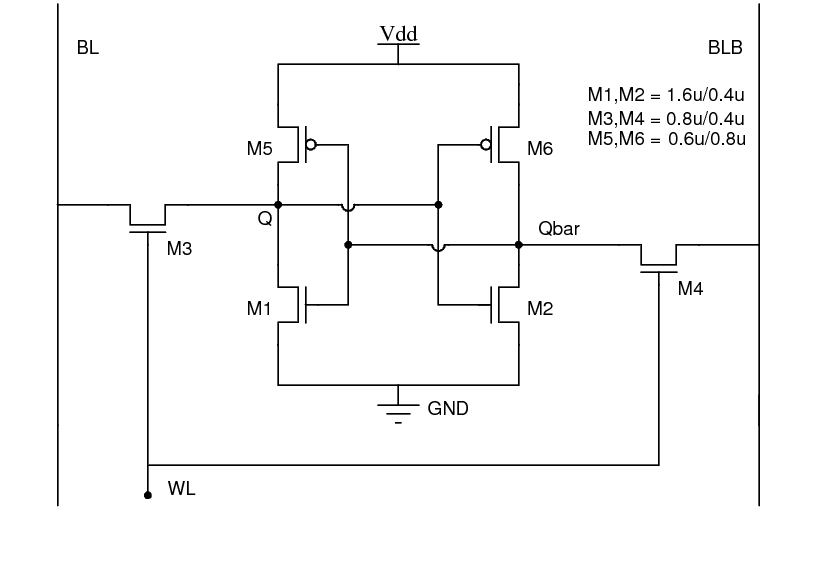 Vdd
BL
BLB
M1,M2 = 1.6u/0.4u
M3,M4 = 0.8u/0.4u
M5,M6 = 0.6u/0.8u
M5
M6
Q
Qbar
M3
M4
M1
M2
GND
WL